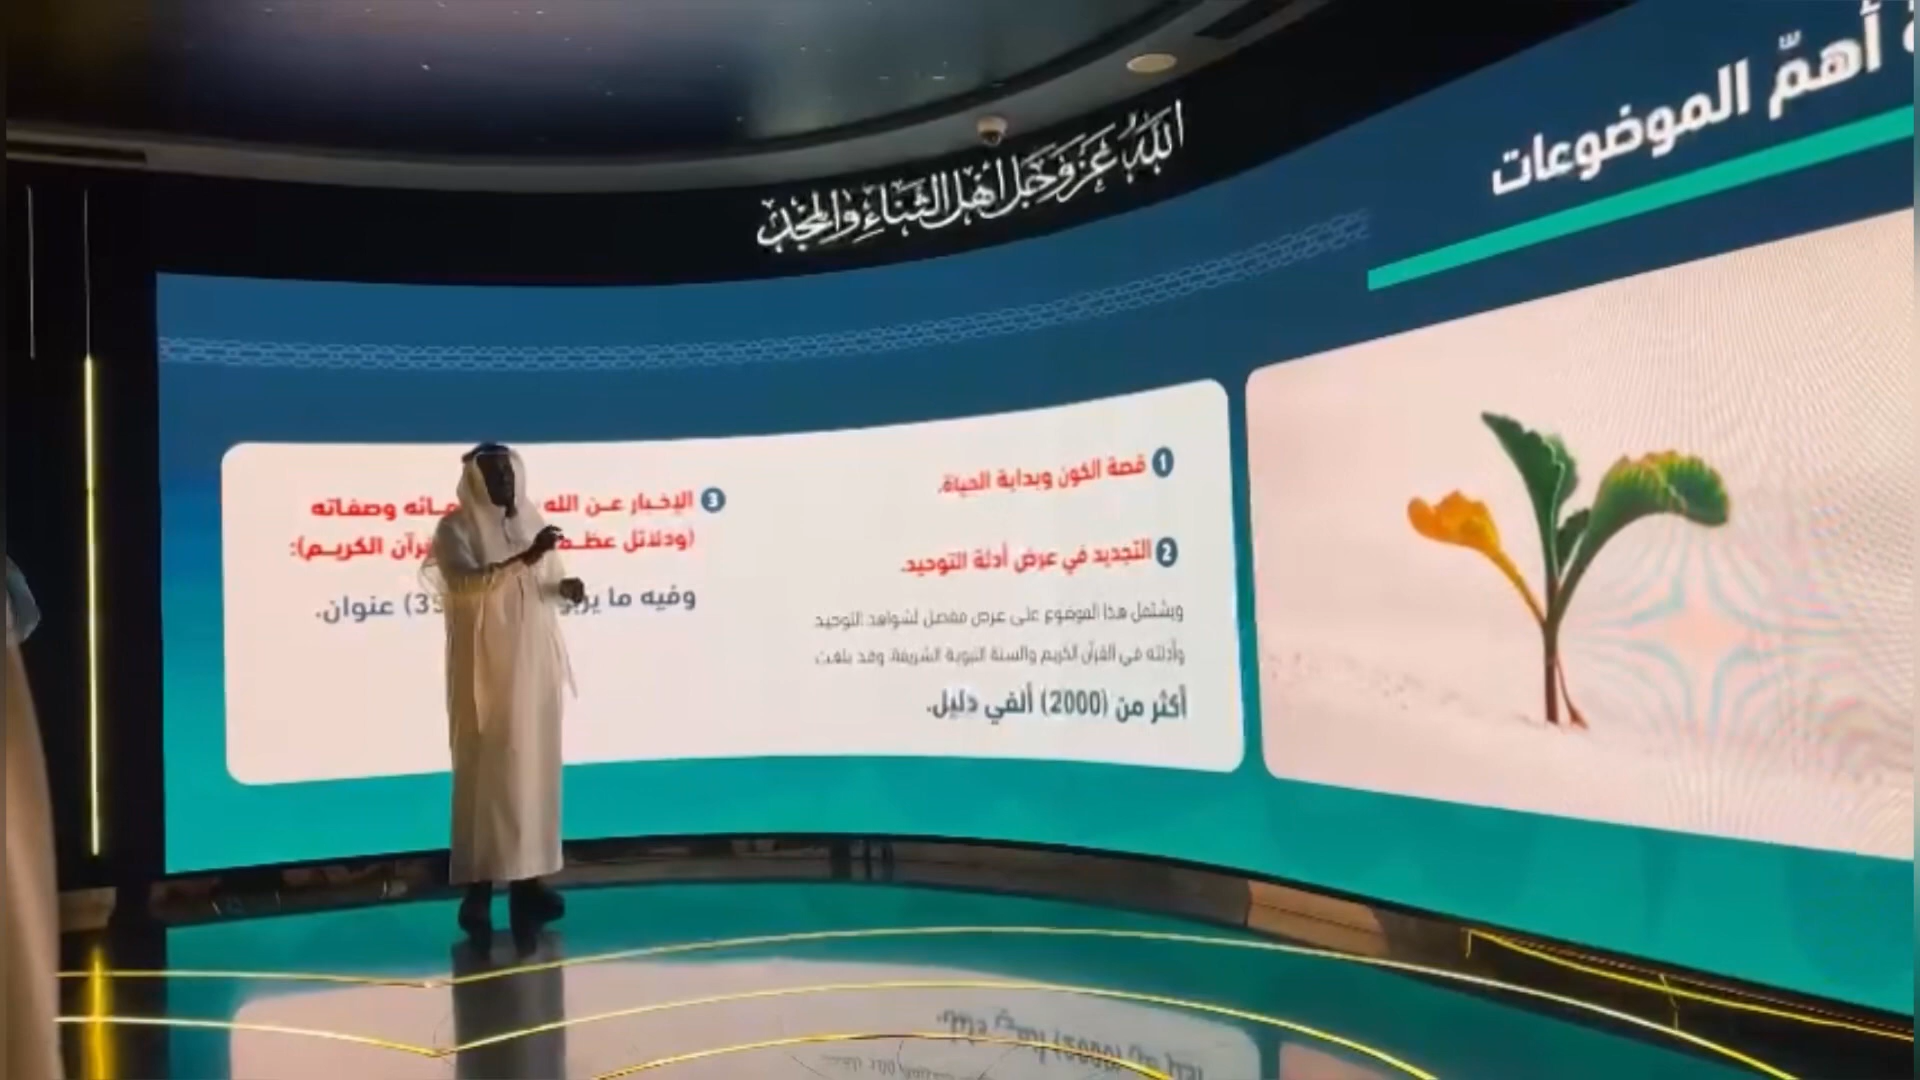 الله عز وجل أهل الثناء والمجد
أهمّ الموضوعات
1 قصة الكون وبداية الحياة.
2 التجديد في عرض أدلة التوحيد.
ويشتمل هذا الموضوع على عرض مفصل لشواهد التوحيد
وأدلته في القرآن الكريم والسنة النبوية الشريفة، وقد بلغت
أكثر من (2000) ألفي دليل.
3 الإخبار عن الله وصفاته
(ودلائل الكريم):
وفيه ما عنوان.